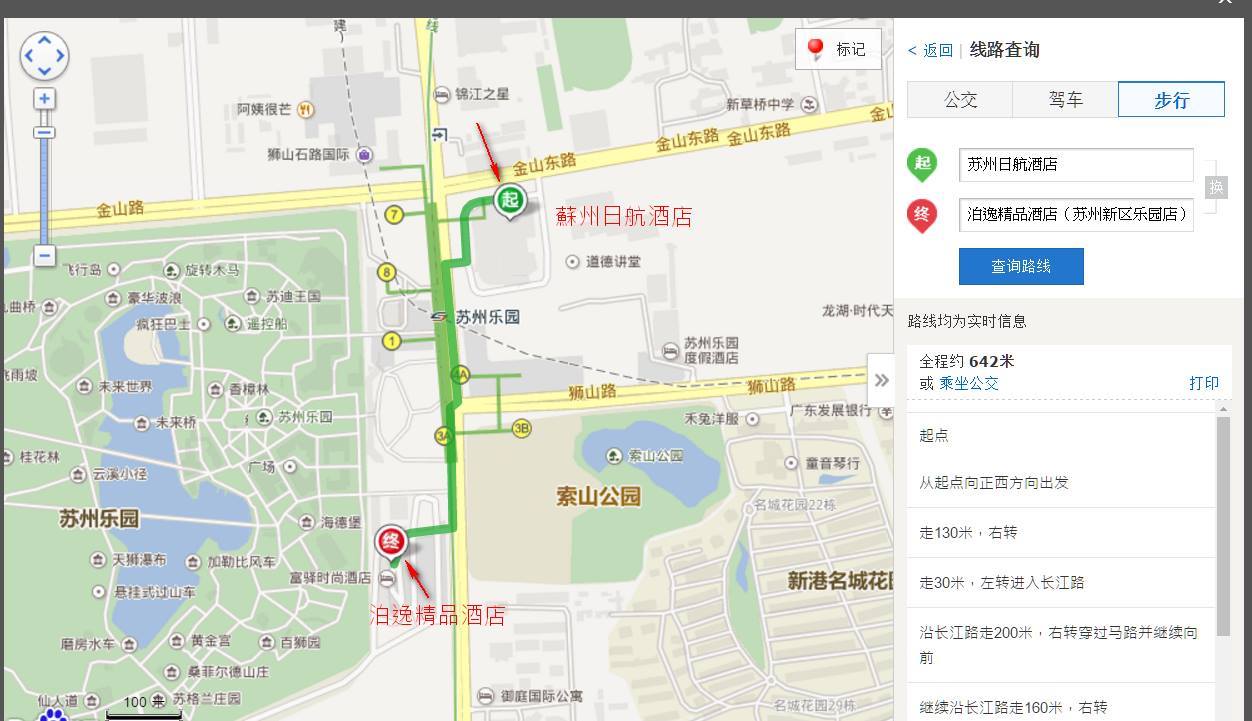 标记
锦江之星
阿姨很芒
新草桥中学
狮山石路国际
金山东路
金山东路
金山东路
金山路
起
蘇州日航酒店
7
飞行岛
旋转木马
8
道德讲堂
豪华波浪
苏迪王国
九曲桥
疯狂巴士
遥控船
苏州乐园
龙湖·时代天
1
苏州乐园
度假酒店
飞雨坡
未来世界
香樟林
4A
狮山路
狮山路
未来桥
苏州乐园
禾兔洋服
广东发展银行
3A
3B
桂花林
云溪小径
广场
索山公园
童音琴行
索山公园
名城花园22栋
苏州乐园
海德堡
终
天狮瀑布
加勒比风车
富驿时尚酒店
新港名城花园
悬挂式过山车
泊逸精品酒店
磨房水车
黄金宫
百狮园
桑菲尔德山庄
仙人道
100 米
苏格兰庄园
御庭国际公寓
名城花园29栋
< 返回 | 线路查询
公交
驾车
步行
起
苏州日航酒店
换
终
泊逸精品酒店（苏州新区乐园店）
查询路线
路线均为实时信息
全程约 642米
或 乘坐公交
打印
起点
从起点向正西方向出发
走130米，右转
走30米，左转进入长江路
沿长江路走200米，右转穿过马路并继续向
前
继续沿长江路走160米，右转